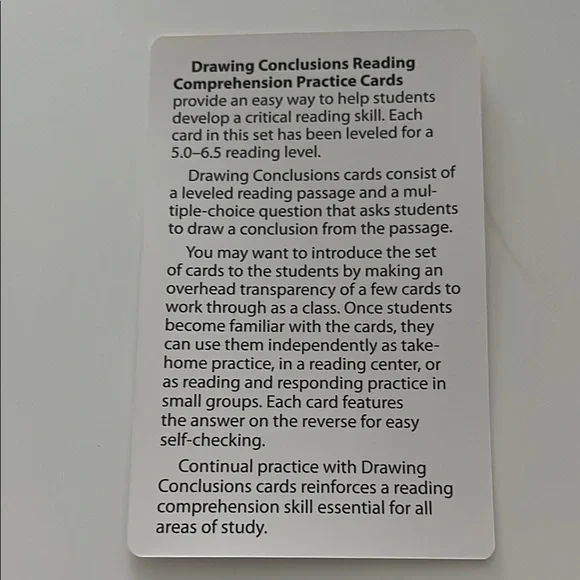 Drawing Conclusions Reading
Comprehension Practice Cards
provide an easy way to help students
develop a critical reading skill. Each
card in this set has been leveled for a
5.0–6.5 reading level.
Drawing Conclusions cards consist of
a leveled reading passage and a mul-
tiple-choice question that asks students
to draw a conclusion from the passage.
You may want to introduce the set
of cards to the students by making an
overhead transparency of a few cards to
work through as a class. Once students
become familiar with the cards, they
can use them independently as take-
home practice, in a reading center, or
as reading and responding practice in
small groups. Each card features
the answer on the reverse for easy
self-checking.
Continual practice with Drawing
Conclusions cards reinforces a reading
comprehension skill essential for all
areas of study.